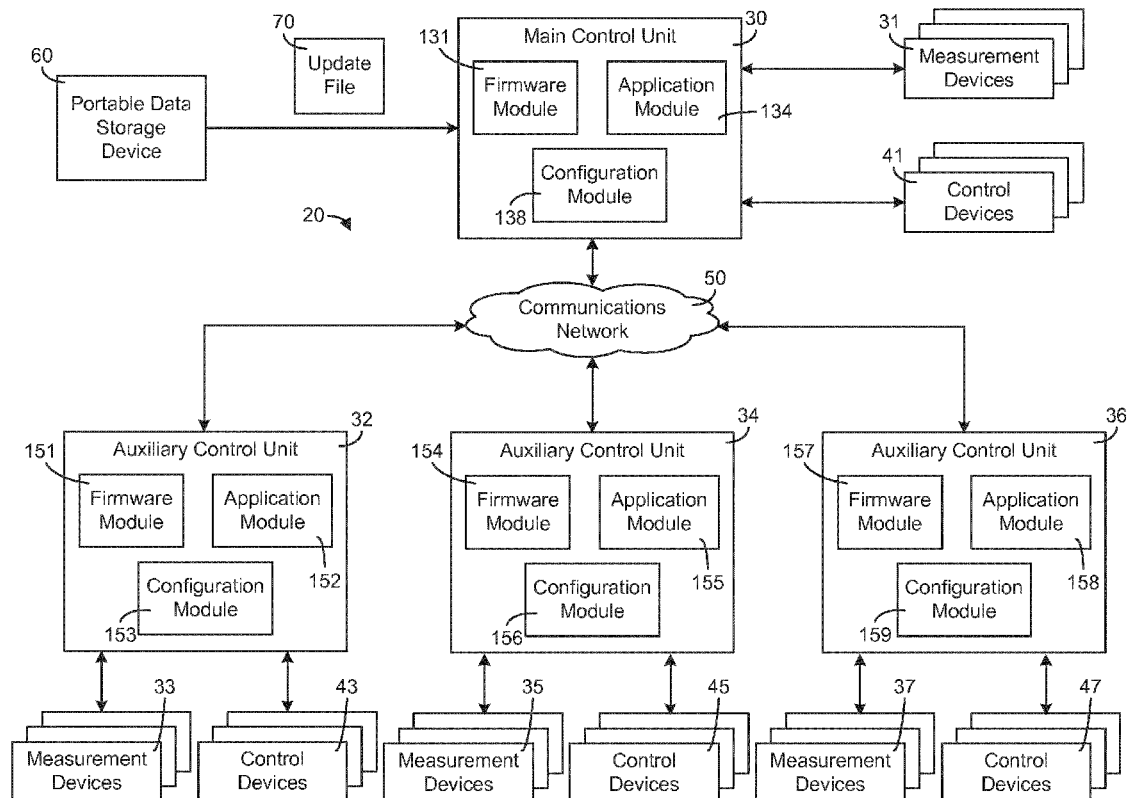 60
Portable Data
Storage
Device
70
Update
File
30
Main Control Unit
131
Firmware
Module
Application
Module
134
Configuration
Module
138
31
Measurement
Devices
41
Control
Devices
20
50
Communications
Network
32
Auxiliary Control Unit
151
Firmware
Module
Application
Module
152
Configuration
Module
153
34
Auxiliary Control Unit
154
Firmware
Module
Application
Module
155
Configuration
Module
156
36
Auxiliary Control Unit
157
Firmware
Module
Application
Module
158
Configuration
Module
159
33
Measurement
Devices
43
Control
Devices
35
Measurement
Devices
45
Control
Devices
37
Measurement
Devices
47
Control
Devices